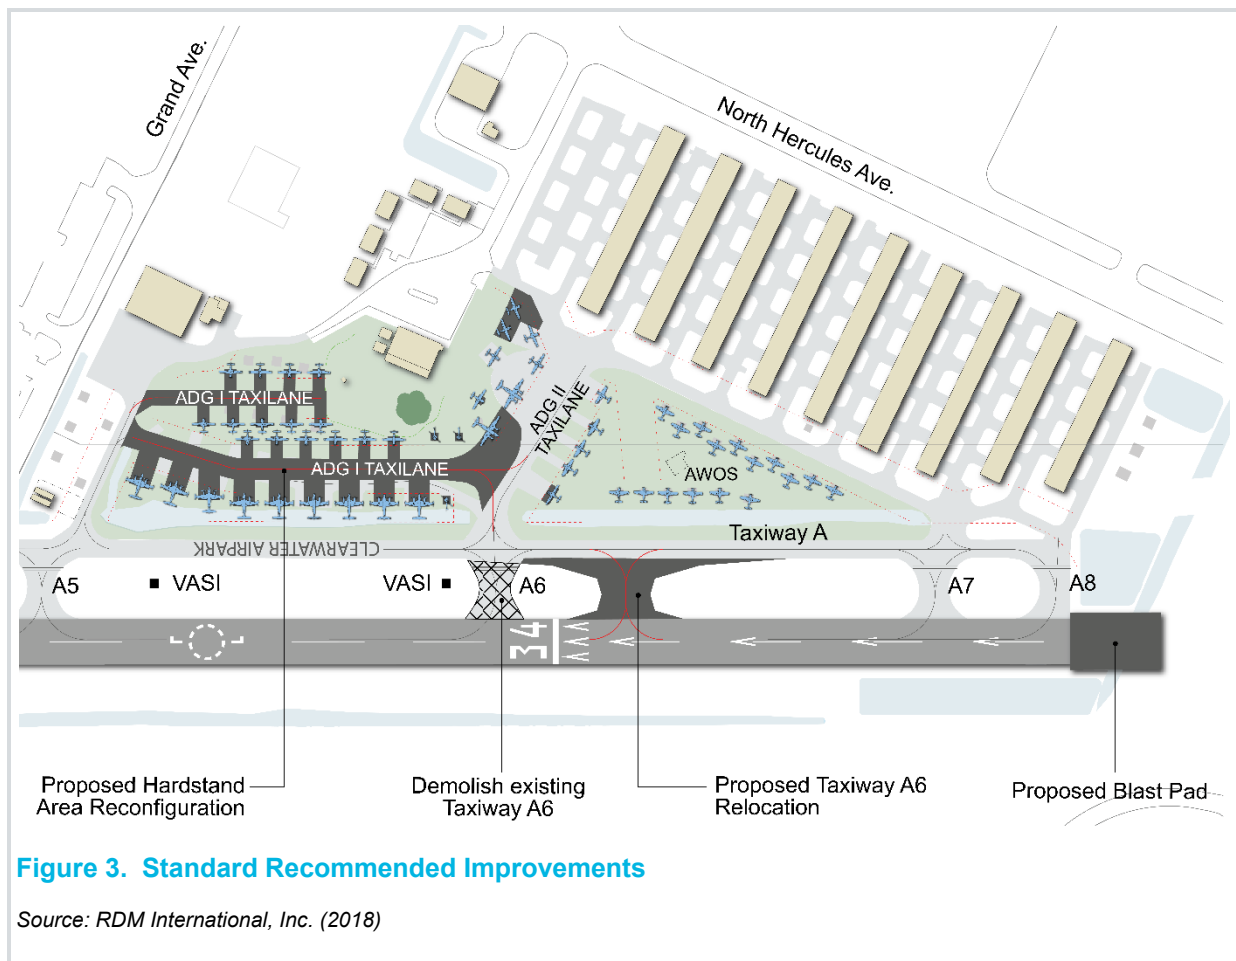 Grand Ave.
North Hercules Ave.
ADG I TAXILANE
ADG II
TAXILANE
ADG I TAXILANE
AWOS
Taxiway A
CLEARWATER AIRPARK
A5
VASI
VASI
A6
A7
A8
34
Proposed Hardstand
Area Reconfiguration
Demolish existing
Taxiway A6
Proposed Taxiway A6
Relocation
Proposed Blast Pad
Figure 3. Standard Recommended Improvements
Source: RDM International, Inc. (2018)